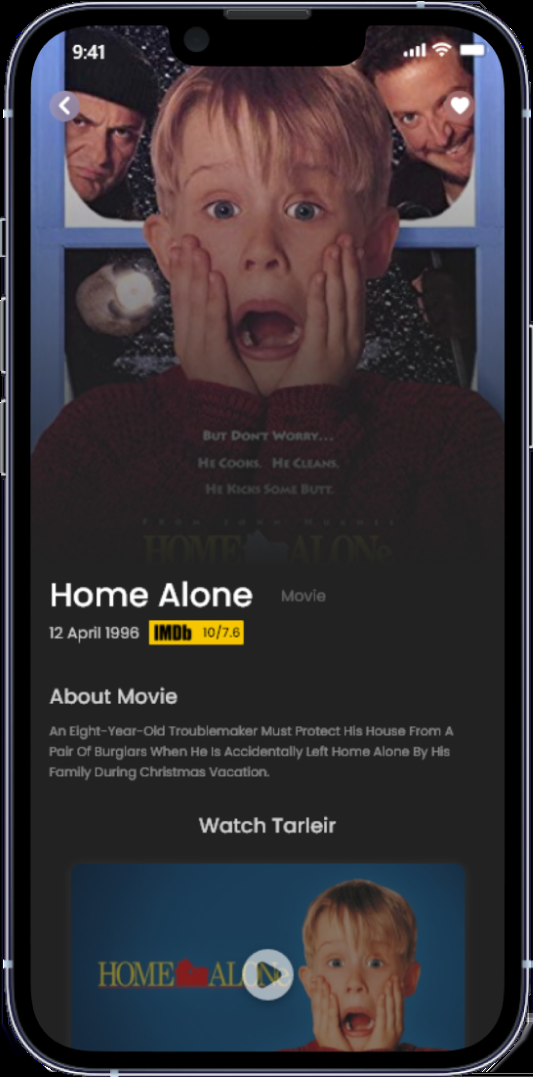 9:41
BUT DON'T WORRY...
HE COOKS. HE CLEANS.
HE KICKS SOME BUTT.
FROM JOHN HUGHES
HOME ALONe
Home Alone Movie
12 April 1996 IMDb 10/7.6
About Movie
An Eight-Year-Old Troublemaker Must Protect His House From A
Pair Of Burglars When He Is Accidentally Left Home Alone By His
Family During Christmas Vacation.
Watch Tarleir
HOME ALONe